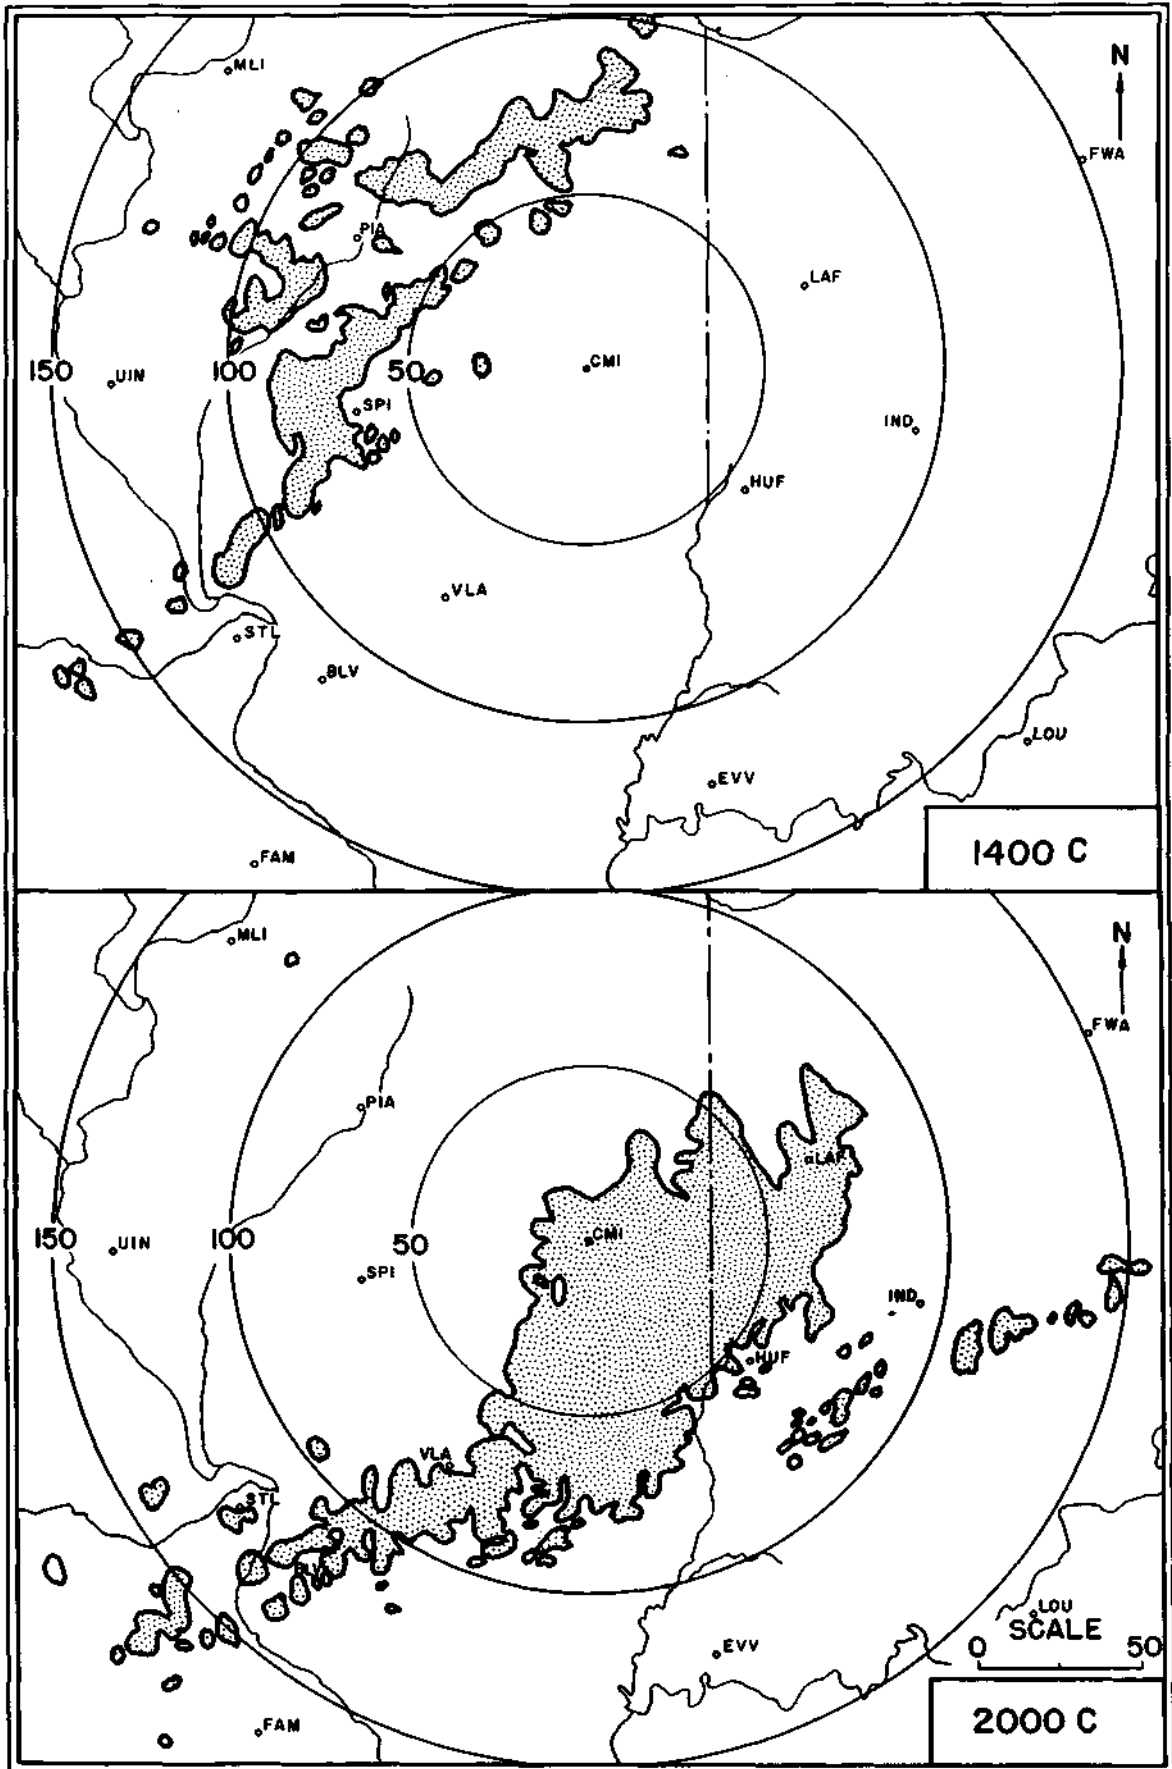 MLI
N
FWA
PIA
LAF
150
UIN
100
50
CMI
SPI
IND
HUF
VLA
STL
BLV
LOU
EVV
FAM
1400 C
MLI
N
FWA
PIA
LAF
150
UIN
100
50
CMI
SPI
IND
HUF
VLA
STL
LOU
SCALE
0 50
EVV
FAM
2000 C